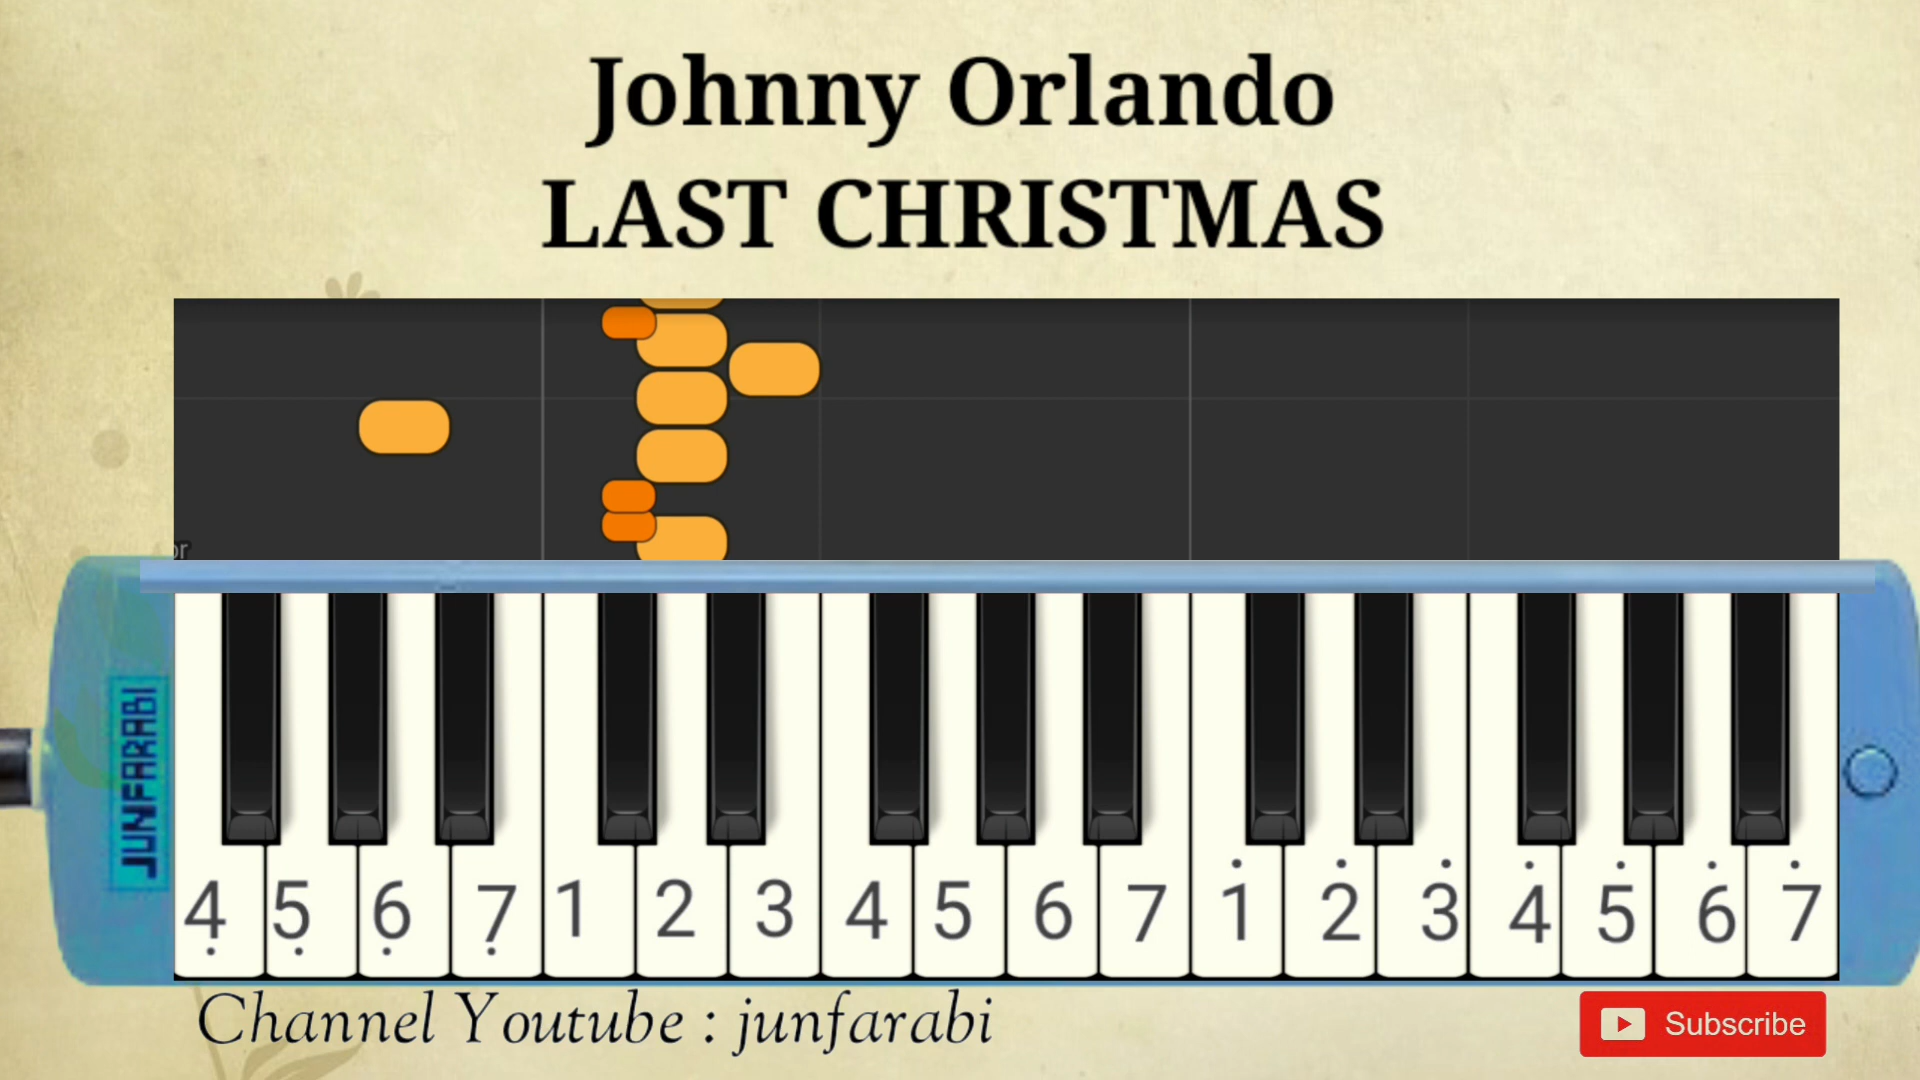 Johnny Orlando
LAST CHRISTMAS
or
JUNFARABI
4̣ 5̣ 6̣ 7̣ 1 2 3 4 5 6 7 1̇ 2̇ 3̇ 4̇ 5̇ 6̇ 7̇
Channel Youtube : junfarabi
Subscribe